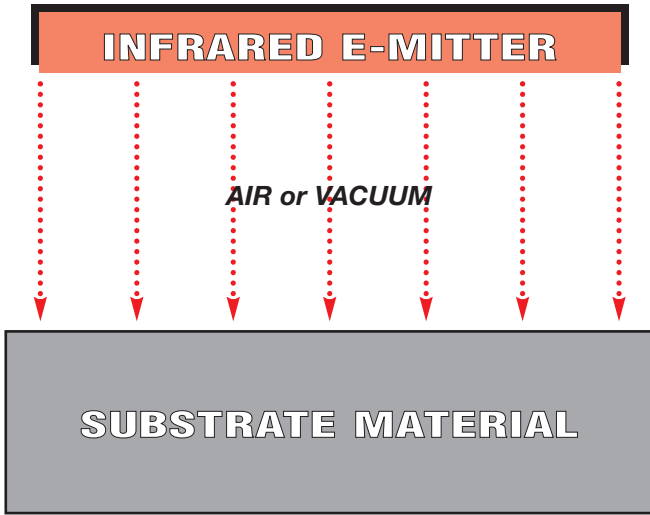 INFRARED E-MITTER
AIR or VACUUM
SUBSTRATE MATERIAL